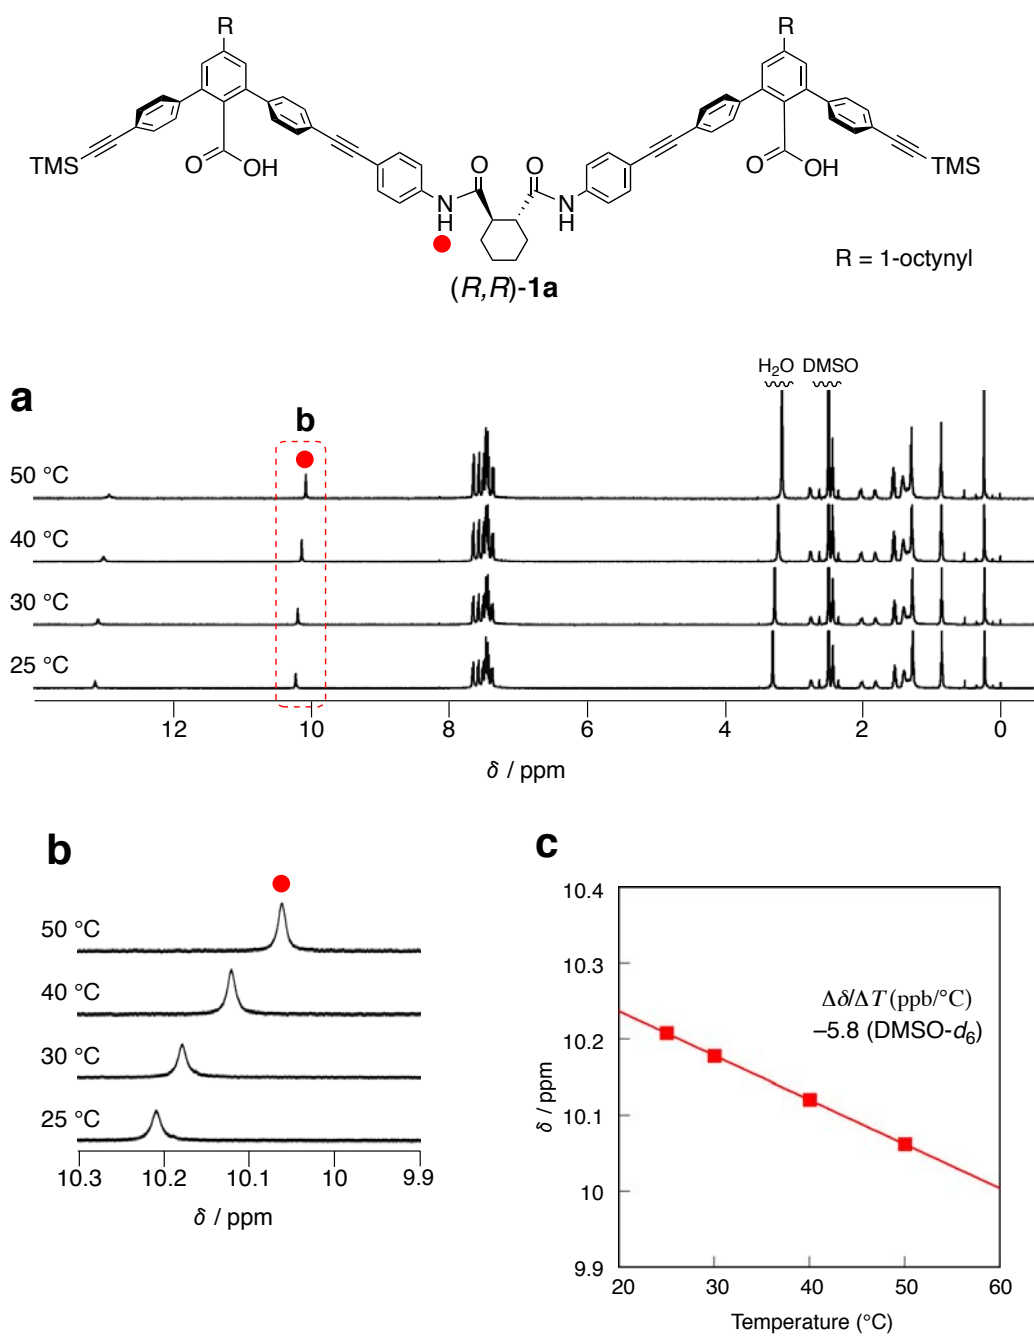 R
R
TMS
O
OH
N
H
O
O
N
H
O
OH
TMS
R = 1-octynyl
(R,R)-1a
a
H2O DMSO
b
50 °C
40 °C
30 °C
25 °C
12 10 8 6 4 2 0
δ / ppm
b
50 °C
40 °C
30 °C
25 °C
10.3 10.2 10.1 10 9.9
δ / ppm
c
10.4
10.3
10.2
10.1
10
9.9
δ / ppm
Δδ/ΔT (ppb/°C)
–5.8 (DMSO-d6)
20 30 40 50 60
Temperature (°C)